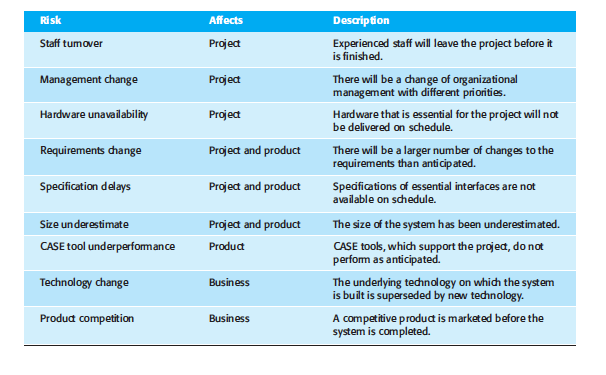 Risk Affects Description
Staff turnover Project Experienced staff will leave the project before it
is finished.
Management change Project There will be a change of organizational
management with different priorities.
Hardware unavailability Project Hardware that is essential for the project will not
be delivered on schedule.
Requirements change Project and product There will be a larger number of changes to the
requirements than anticipated.
Specification delays Project and product Specifications of essential interfaces are not
available on schedule.
Size underestimate Project and product The size of the system has been underestimated.
CASE tool underperformance Product CASE tools, which support the project, do not
perform as anticipated.
Technology change Business The underlying technology on which the system
is built is superseded by new technology.
Product competition Business A competitive product is marketed before the
system is completed.